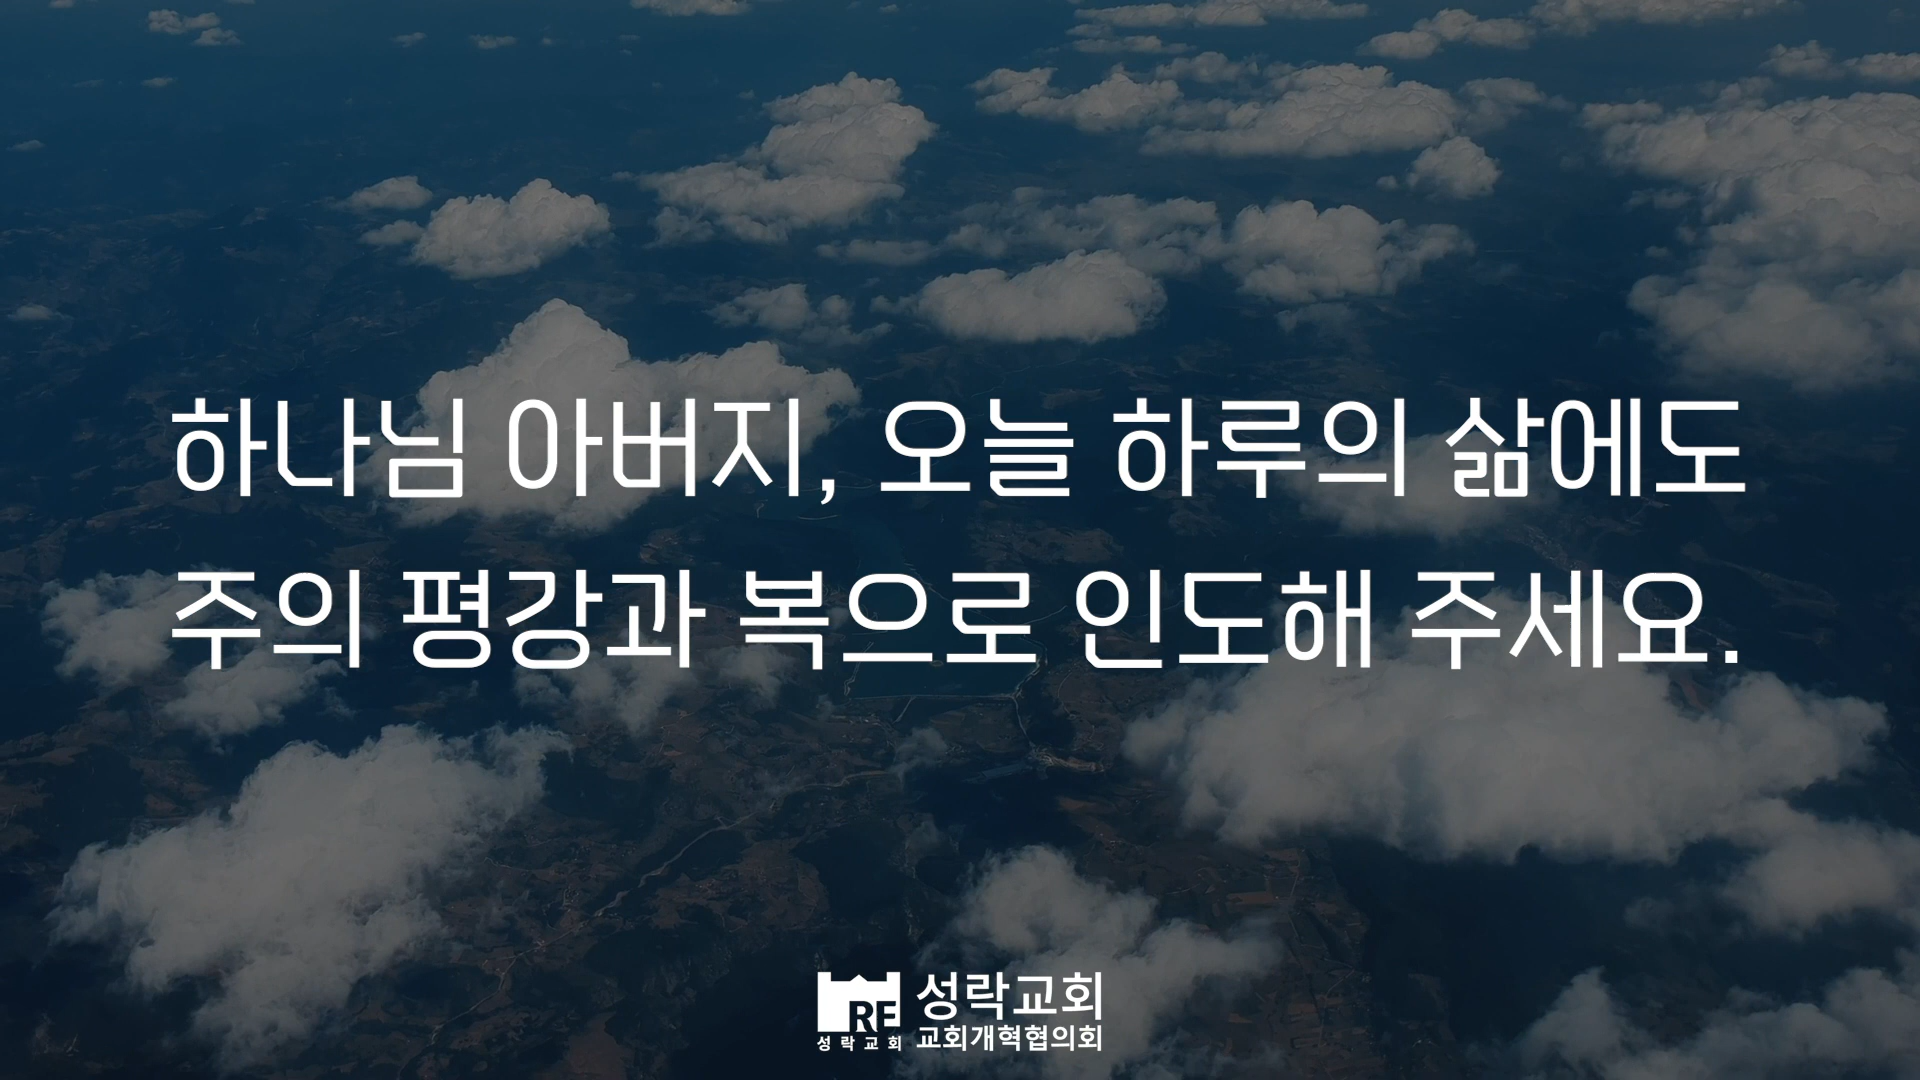 하나님 아버지, 오늘 하루의 삶에도
주의 평강과 복으로 인도해 주세요.
RE
성락교회
성락교회
교회개혁협의회